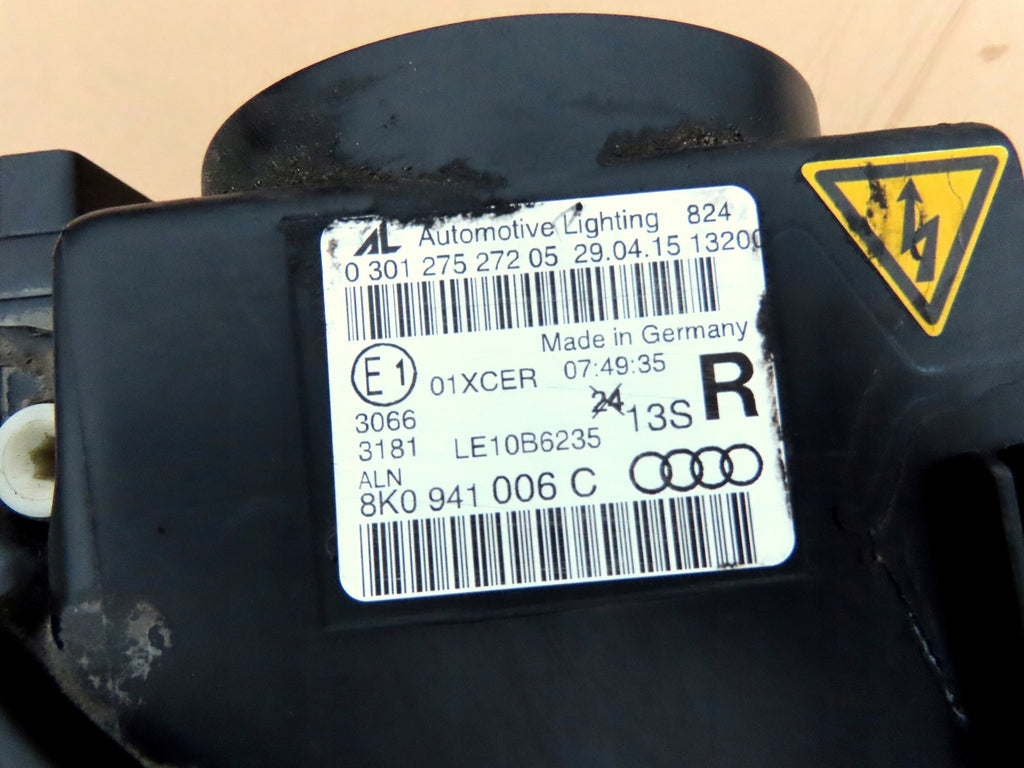 AL Automotive Lighting 824
0 301 275 272 05 29.04.15 13200
Made in Germany
E1 01XCER 07:49:35
R
24 13S
3066
3181 LE10B6235
ALN
8K0 941 006 C